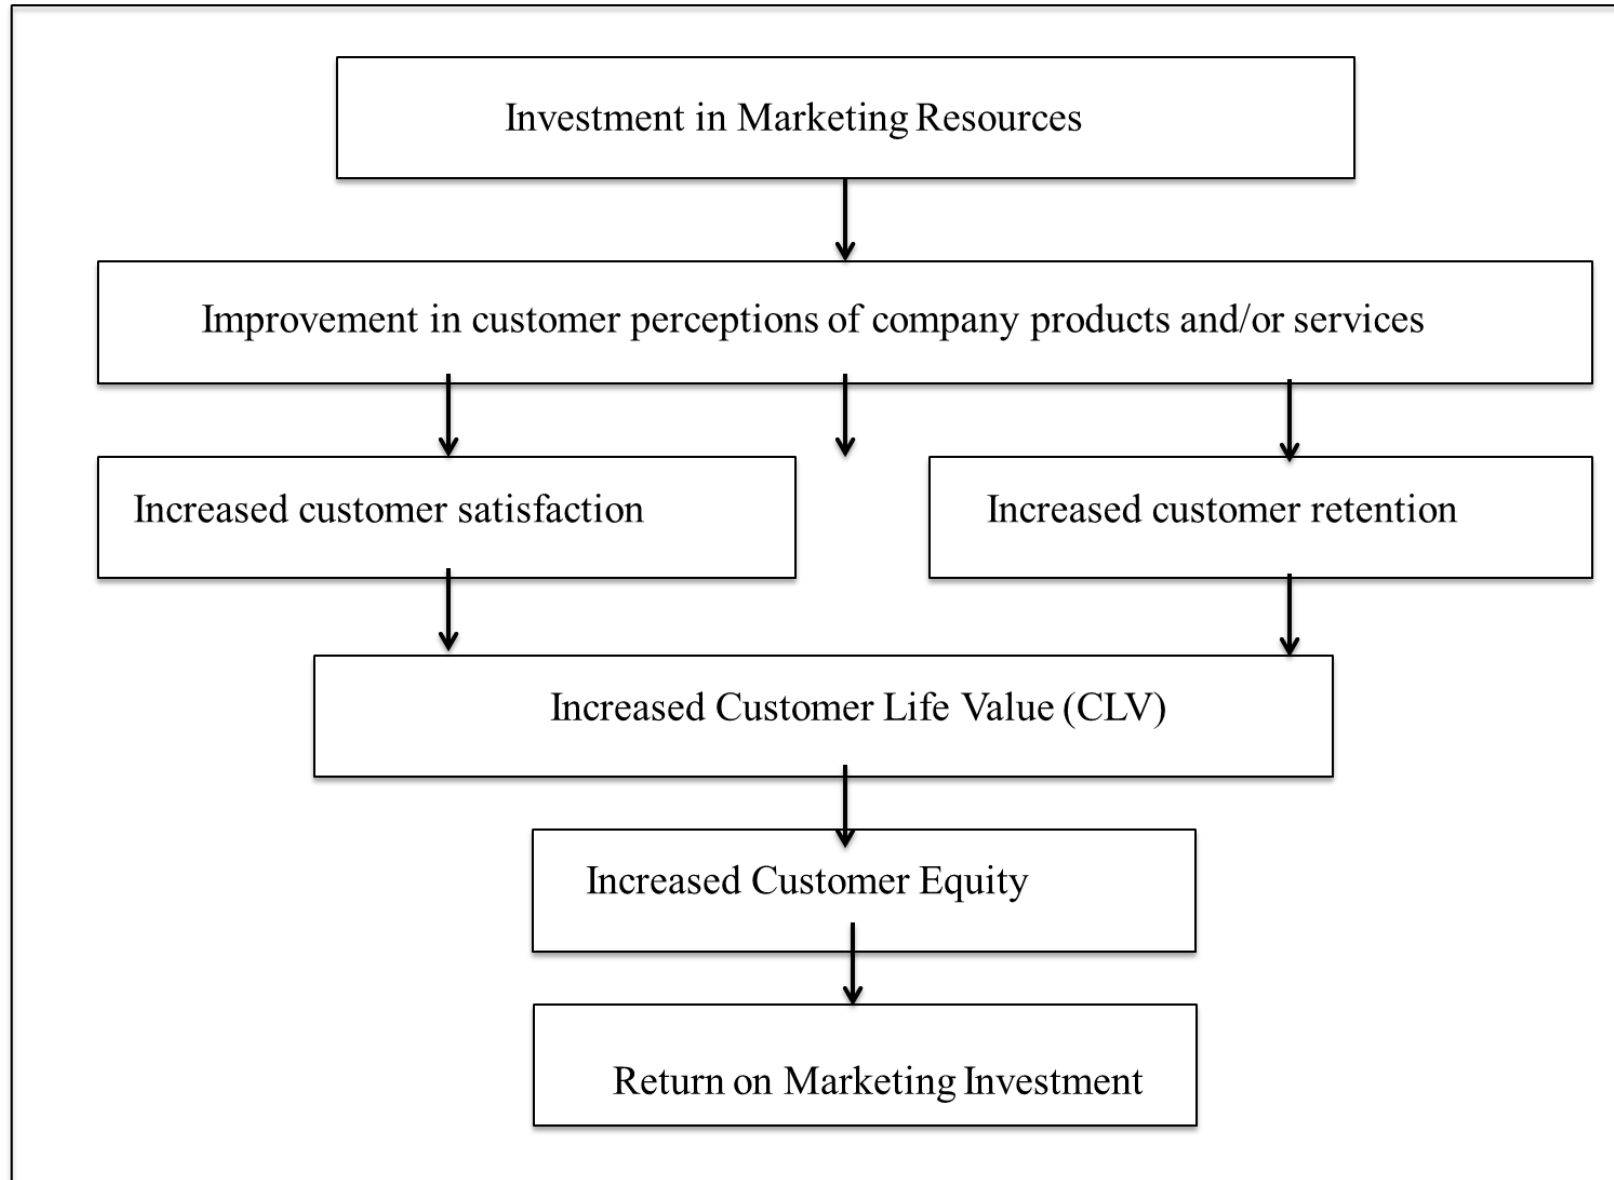 Investment in Marketing Resources
Improvement in customer perceptions of company products and/or services
Increased customer satisfaction
Increased customer retention
Increased Customer Life Value (CLV)
Increased Customer Equity
Return on Marketing Investment